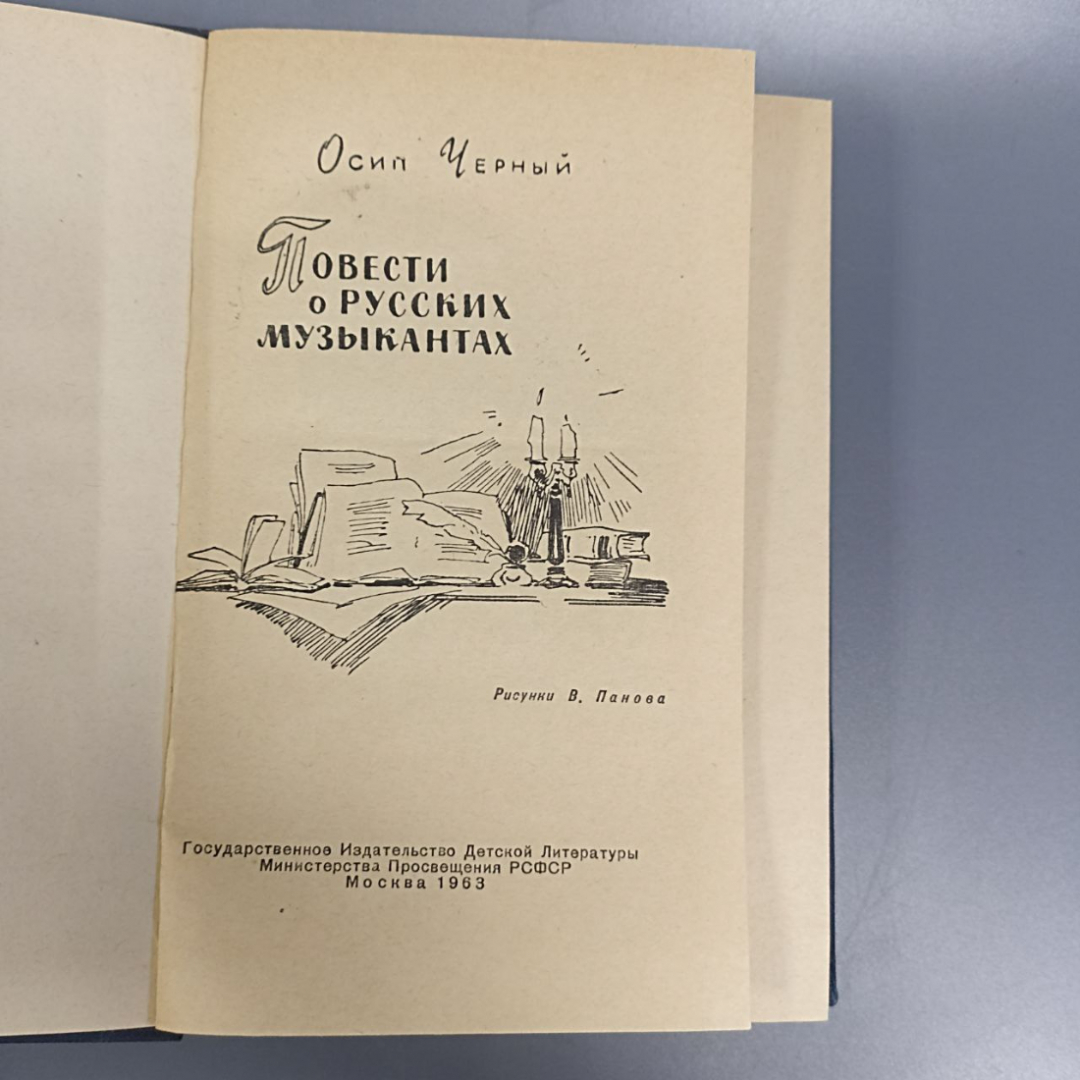 Осип Черный
Повести
о русских
музыкантах
Рисунки В. Панова
Государственное Издательство Детской Литературы
Министерства Просвещения РСФСР
Москва 1963